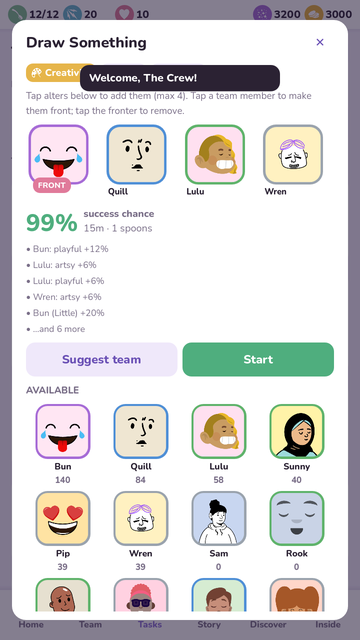 12/12
20
10
3200
3000
Draw Something
×
Welcome, The Crew!
Tap alters below to add them (max 4). Tap a team member to make
them front; tap the fronter to remove.
FRONT
Quill
Lulu
Wren
99%
success chance
15m · 1 spoons
• Bun: playful +12%
• Lulu: artsy +6%
• Lulu: playful +6%
• Wren: artsy +6%
• Bun (Little) +20%
• ...and 6 more
Suggest team
Start
AVAILABLE
Bun
Quill
Lulu
Sunny
140
84
58
40
Pip
Wren
Sam
Rook
39
39
0
0
Home
Team
Tasks
Story
Discover
Inside